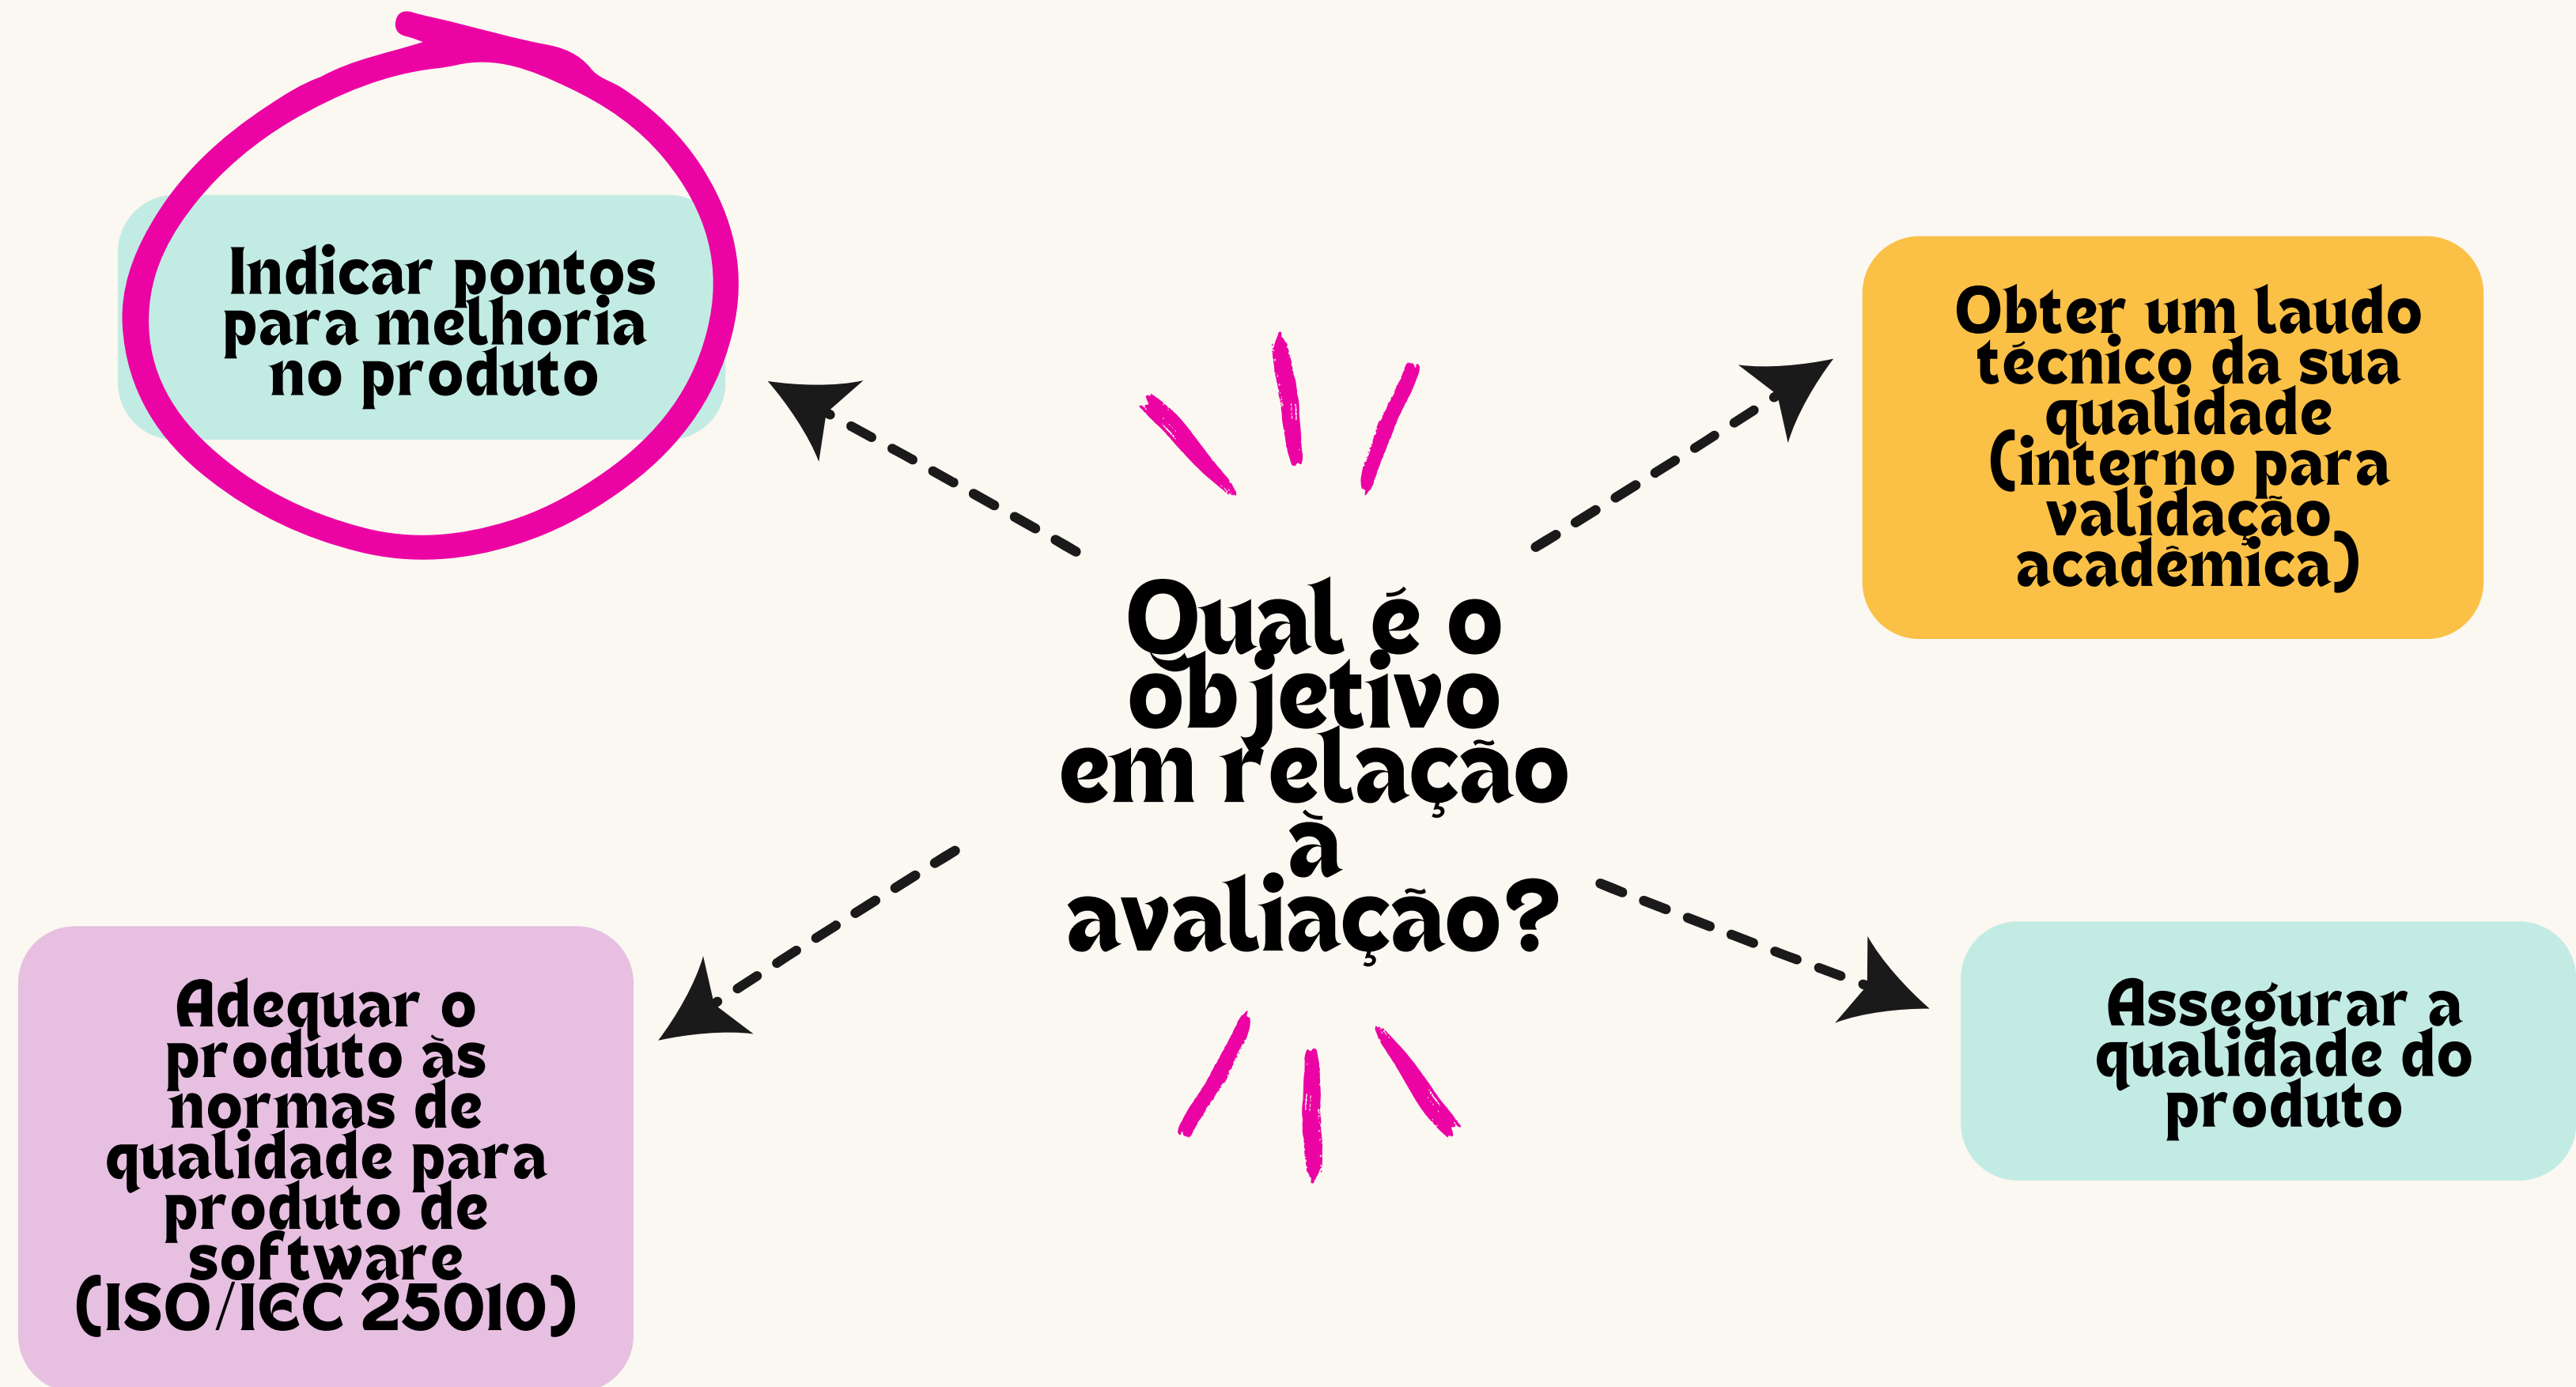 Indicar pontos
para melhoria
no produto
Obter um laudo
técnico da sua
qualidade
(interno para
validação
acadêmica)
Qual é o
objetivo
em relação
à
avaliação?
Adequar o
produto às
normas de
qualidade para
produto de
software
(ISO/IEC 25010)
Assegurar a
qualidade do
produto